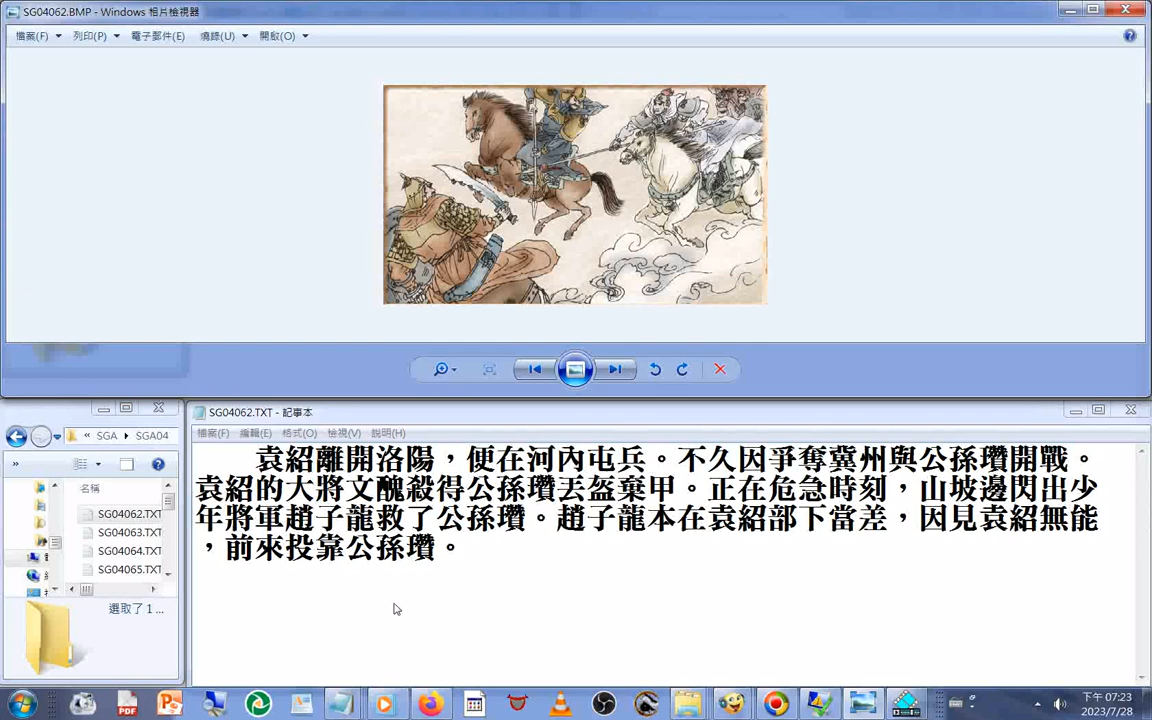 SG04062.BMP - Windows 相片檢視器
檔案(F) 列印(P) 電子郵件(E) 燒錄(U) 開啟(O)
SG04062.TXT - 記事本
« SGA ▸ SGA04
檔案(F) 編輯(E) 格式(O) 檢視(V) 說明(H)
»
名稱
SG04062.TXT
SG04063.TXT
SG04064.TXT
SG04065.TXT
選取了 1 ...
袁紹離開洛陽，便在河內屯兵。不久因爭奪冀州與公孫瓚開戰。
袁紹的大將文醜殺得公孫瓚丟盔棄甲。正在危急時刻，山坡邊閃出少
年將軍趙子龍救了公孫瓚。趙子龍本在袁紹部下當差，因見袁紹無能
，前來投靠公孫瓚。
PDF
下午 07:23
2023/7/28